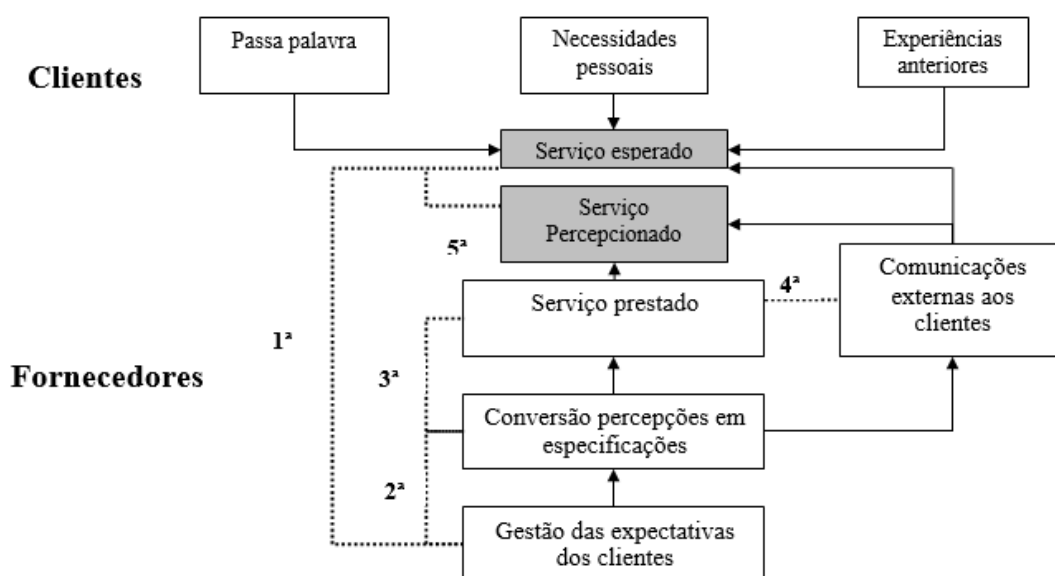 Clientes
Passa palavra
Necessidades
pessoais
Experiências
anteriores
Serviço esperado
Serviço
Percepcionado
5ª
Serviço prestado
4ª
Comunicações
externas aos
clientes
1ª
Fornecedores
3ª
Conversão percepções em
especificações
2ª
Gestão das expectativas
dos clientes